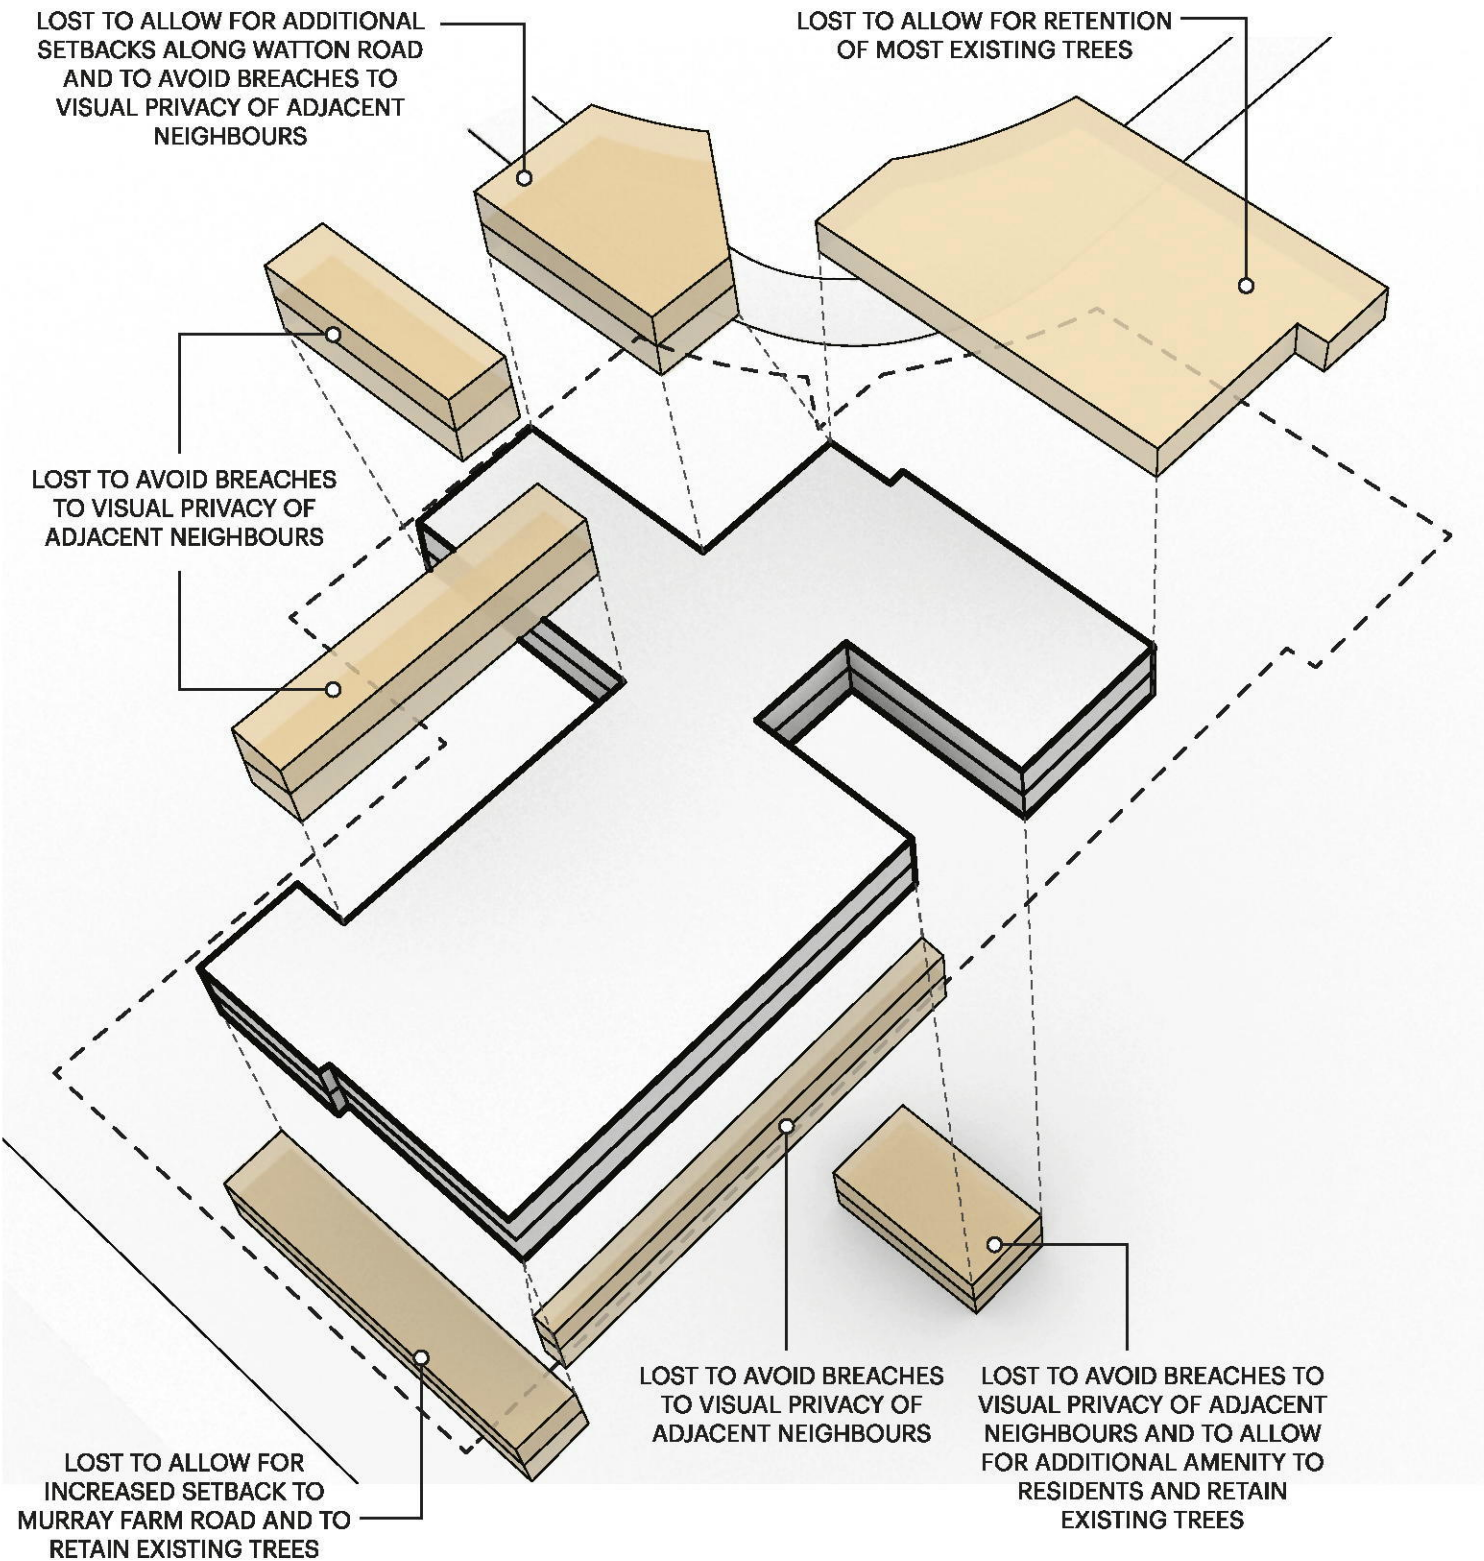 LOST TO ALLOW FOR ADDITIONAL
SETBACKS ALONG WATTON ROAD
AND TO AVOID BREACHES TO
VISUAL PRIVACY OF ADJACENT
NEIGHBOURS
LOST TO ALLOW FOR RETENTION
OF MOST EXISTING TREES
LOST TO AVOID BREACHES
TO VISUAL PRIVACY OF
ADJACENT NEIGHBOURS
LOST TO AVOID BREACHES
TO VISUAL PRIVACY OF
ADJACENT NEIGHBOURS
LOST TO AVOID BREACHES TO
VISUAL PRIVACY OF ADJACENT
NEIGHBOURS AND TO ALLOW
FOR ADDITIONAL AMENITY TO
RESIDENTS AND RETAIN
EXISTING TREES
LOST TO ALLOW FOR
INCREASED SETBACK TO
MURRAY FARM ROAD AND TO
RETAIN EXISTING TREES